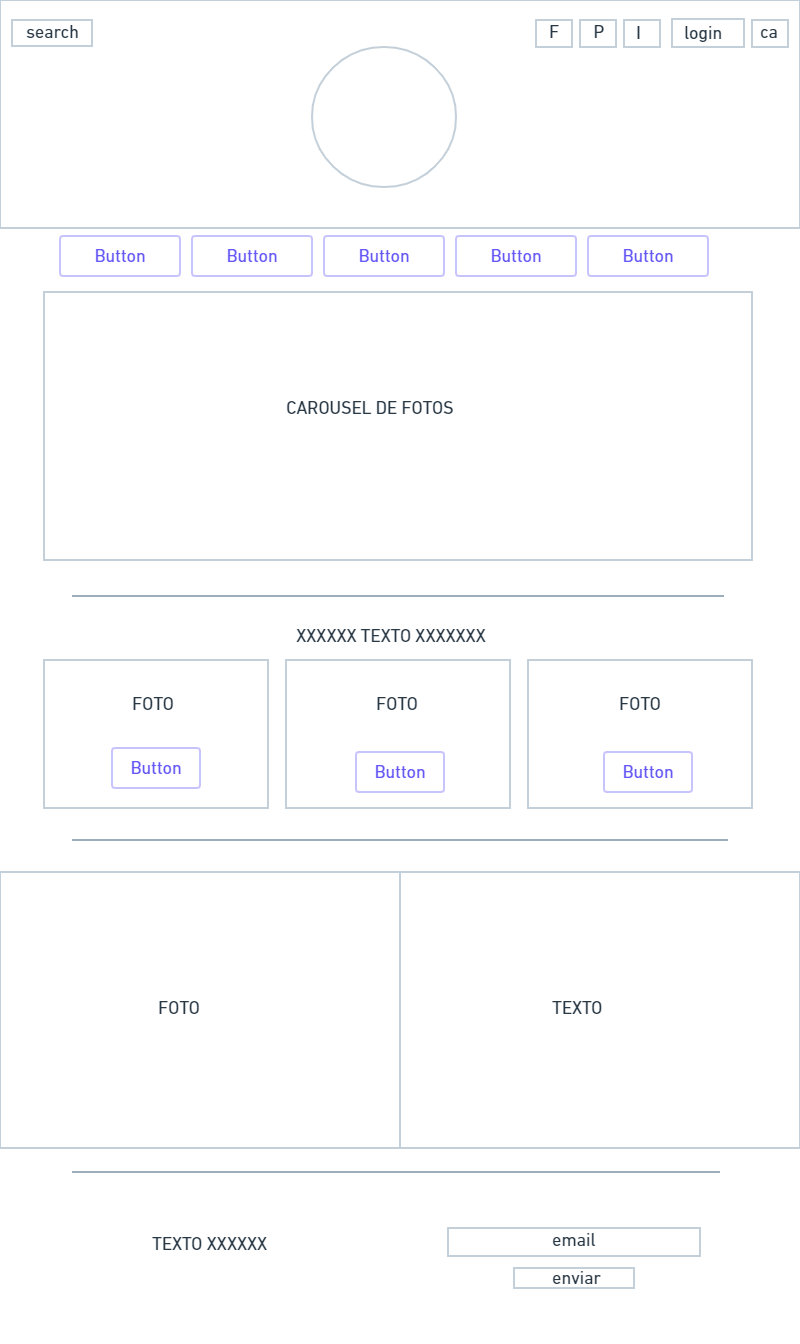 search
F P I login ca
Button Button Button Button Button
CAROUSEL DE FOTOS
XXXXXX TEXTO XXXXXXX
FOTO FOTO FOTO
Button Button Button
FOTO TEXTO
TEXTO XXXXXX
email
enviar